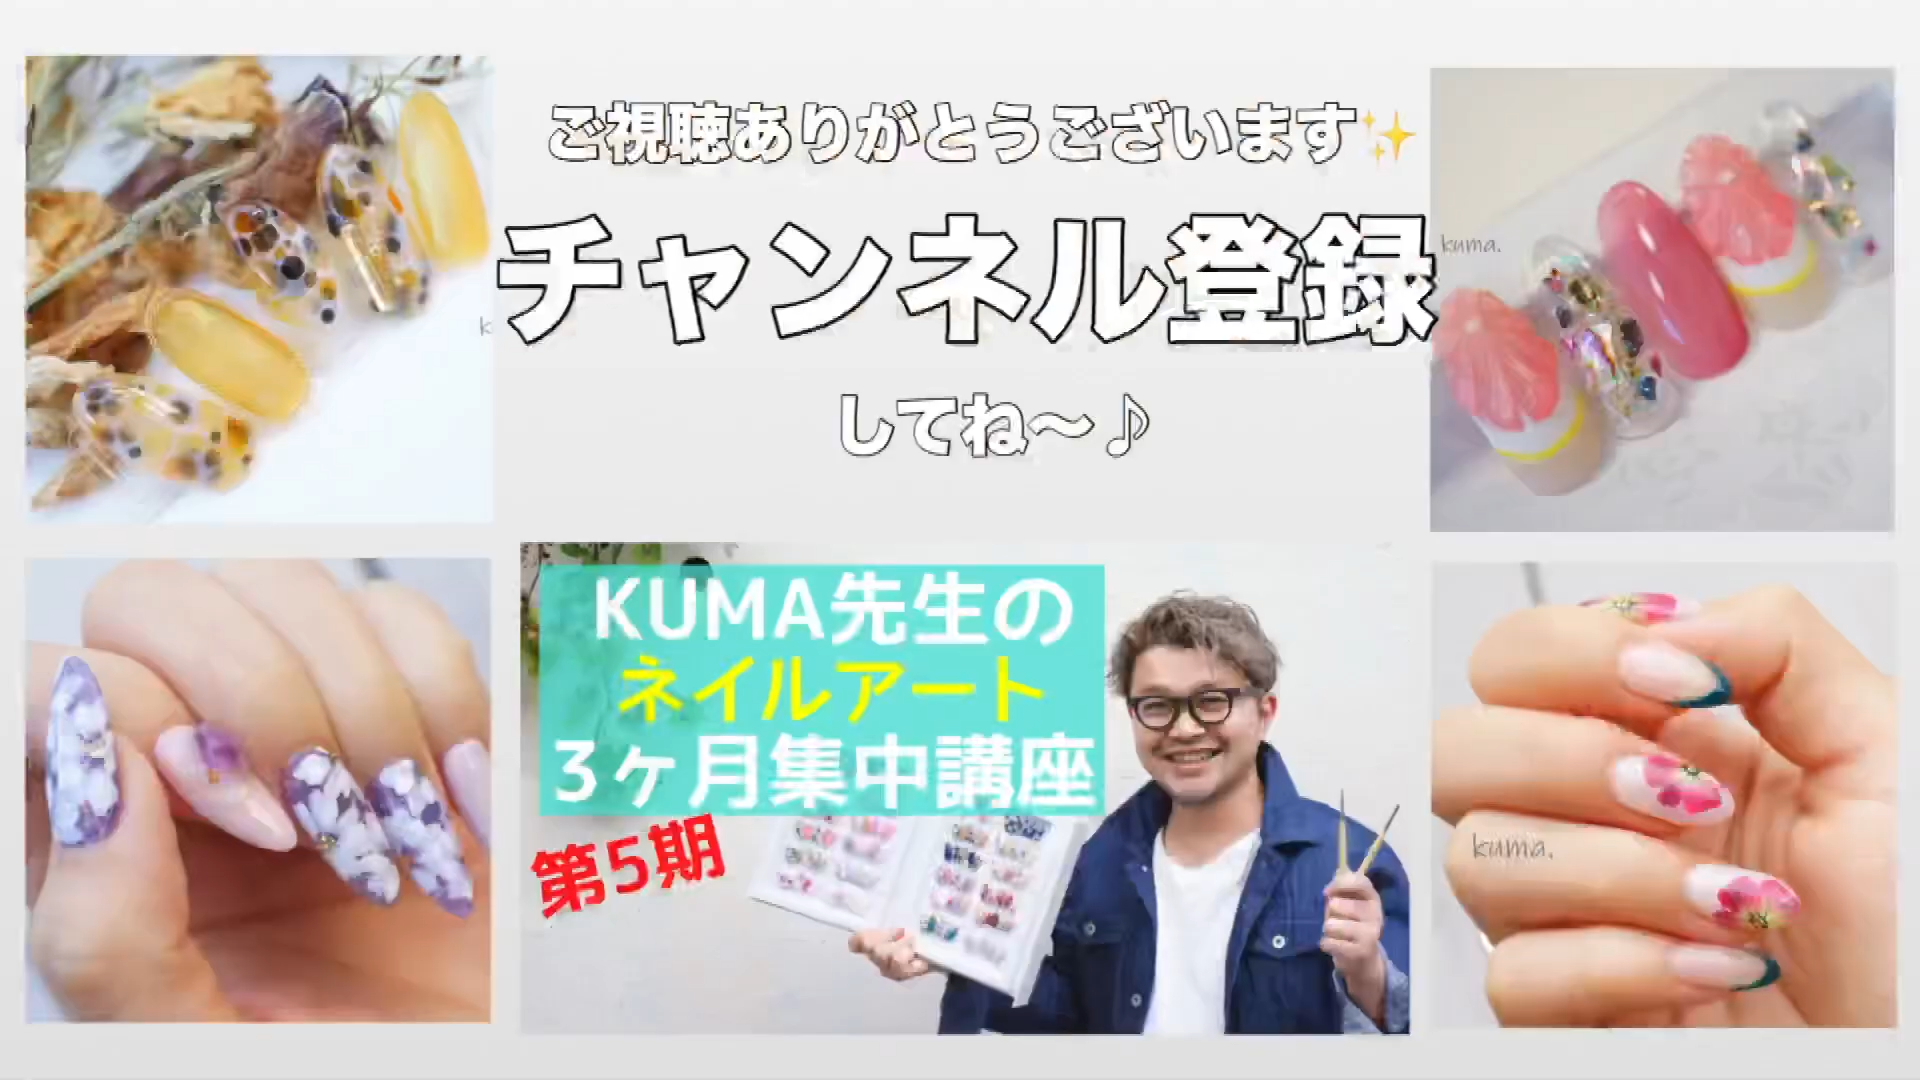 ご視聴ありがとうございます✨
チャンネル登録
してね〜♪
kuma.
KUMA先生の
ネイルアート
3ヶ月集中講座
第5期
kuma.